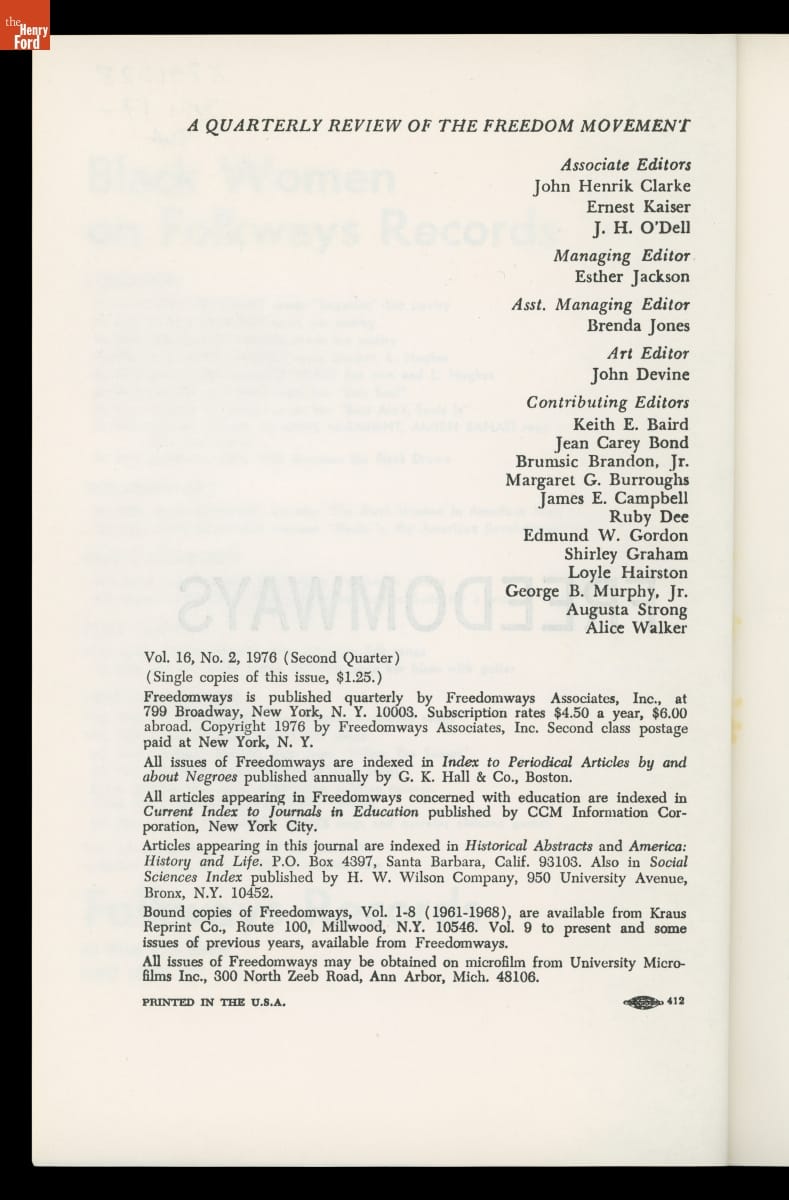 the
Henry
Ford
A QUARTERLY REVIEW OF THE FREEDOM MOVEMENT
Associate Editors
John Henrik Clarke
Ernest Kaiser
J. H. O'Dell
Managing Editor
Esther Jackson
Asst. Managing Editor
Brenda Jones
Art Editor
John Devine
Contributing Editors
Keith E. Baird
Jean Carey Bond
Brumsic Brandon, Jr.
Margaret G. Burroughs
James E. Campbell
Ruby Dee
Edmund W. Gordon
Shirley Graham
Loyle Hairston
George B. Murphy, Jr.
Augusta Strong
Alice Walker
FREEDOMWAYS
Black Women
on Folkways Records
Vol. 16, No. 2, 1976 (Second Quarter)
(Single copies of this issue, $1.25.)
Freedomways is published quarterly by Freedomways Associates, Inc., at
799 Broadway, New York, N. Y. 10003. Subscription rates $4.50 a year, $6.00
abroad. Copyright 1976 by Freedomways Associates, Inc. Second class postage
paid at New York, N. Y.
All issues of Freedomways are indexed in Index to Periodical Articles by and
about Negroes published annually by G. K. Hall & Co., Boston.
All articles appearing in Freedomways concerned with education are indexed in
Current Index to Journals in Education published by CCM Information Cor-
poration, New York City.
Articles appearing in this journal are indexed in Historical Abstracts and America:
History and Life. P.O. Box 4397, Santa Barbara, Calif. 93103. Also in Social
Sciences Index published by H. W. Wilson Company, 950 University Avenue,
Bronx, N.Y. 10452.
Bound copies of Freedomways, Vol. 1-8 (1961-1968), are available from Kraus
Reprint Co., Route 100, Millwood, N.Y. 10546. Vol. 9 to present and some
issues of previous years, available from Freedomways.
All issues of Freedomways may be obtained on microfilm from University Micro-
films Inc., 300 North Zeeb Road, Ann Arbor, Mich. 48106.
PRINTED IN THE U.S.A.
412